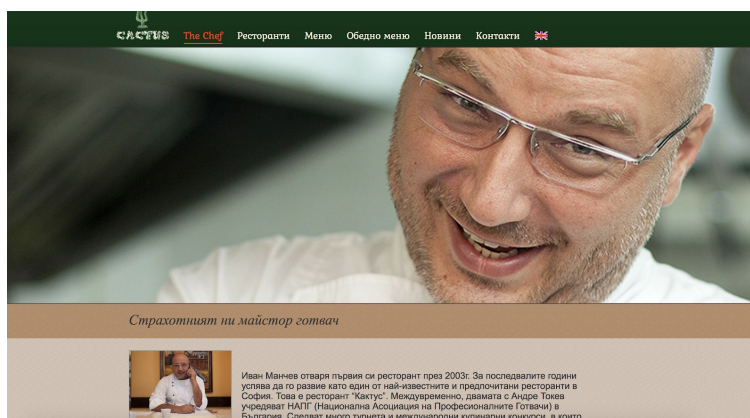 CACTUS The Chef Ресторанти Меню Обедно меню Новини Контакти
Страхотният ни майстор готвач
Иван Манчев отваря първия си ресторант през 2003г. За последвалите години
успява да го развие като един от най-известните и предпочитани ресторанти в
София. Това е ресторант "Кактус". Междувременно, двамата с Андре Токев
учредяват НАПГ (Национална Асоциация на Професионалните Готвачи) в
България. Следват много турнета и международни кулинарни конкурси, в които